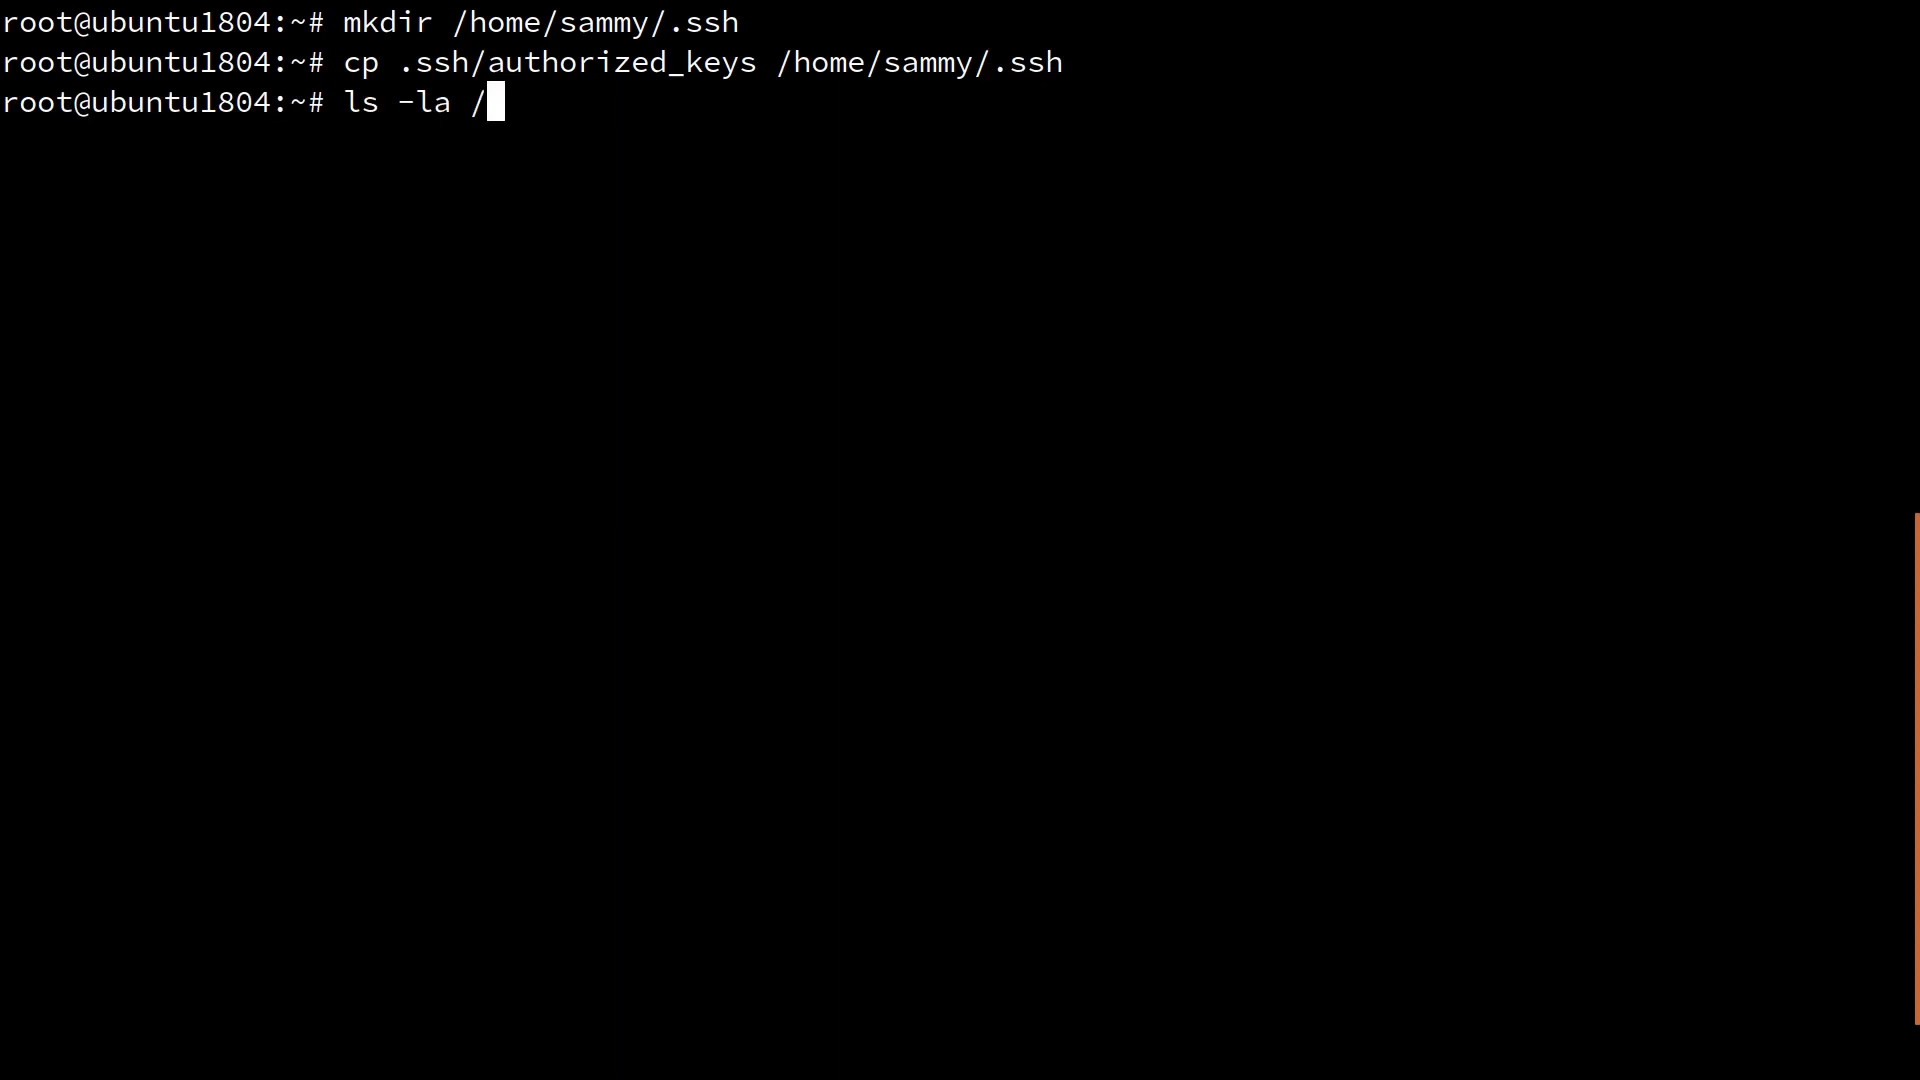 root@ubuntu1804:~# mkdir /home/sammy/.ssh
root@ubuntu1804:~# cp .ssh/authorized_keys /home/sammy/.ssh
root@ubuntu1804:~# ls -la /